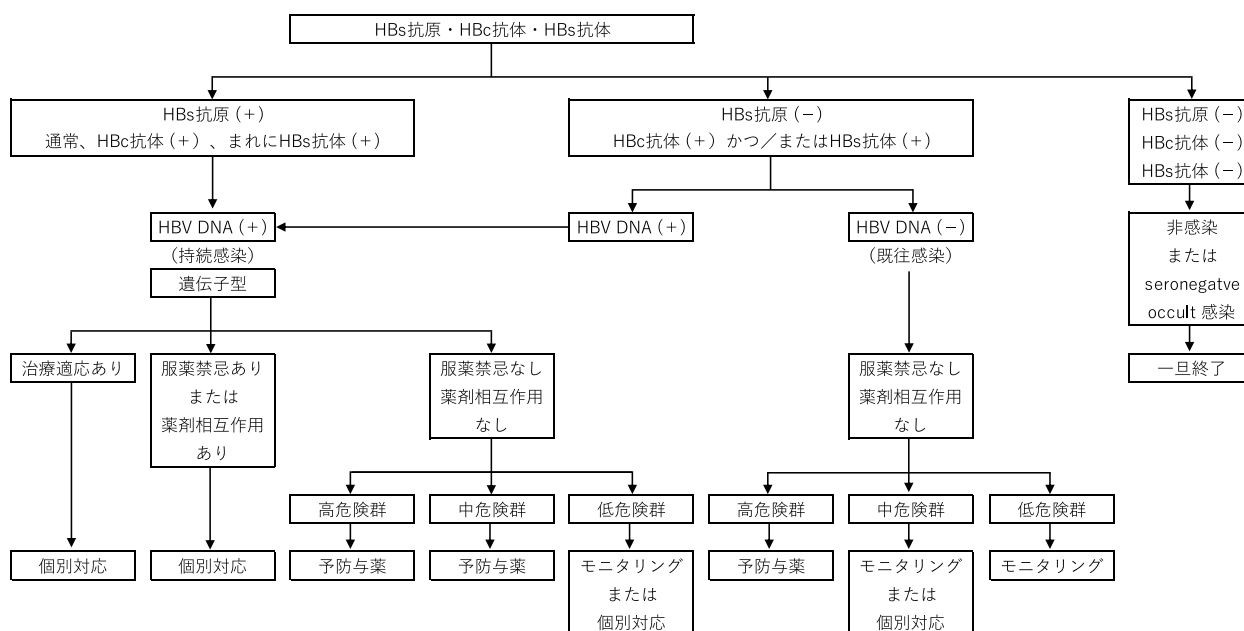 HBs抗原・HBc抗体・HBs抗体
HBs抗原(+)
通常、HBc抗体(+)、まれにHBs抗体(+)
HBs抗原(−)
HBc抗体(+)かつ/またはHBs抗体(+)
HBs抗原(−)
HBc抗体(−)
HBs抗体(−)
HBV DNA(+)
(持続感染)
遺伝子型
HBV DNA(+)
HBV DNA(−)
(既往感染)
非感染
または
seronegatve
occult 感染
治療適応あり
服薬禁忌あり
または
薬剤相互作用
あり
服薬禁忌なし
薬剤相互作用
なし
服薬禁忌なし
薬剤相互作用
なし
一旦終了
高危険群
中危険群
低危険群
高危険群
中危険群
低危険群
個別対応
個別対応
予防与薬
予防与薬
モニタリング
または
個別対応
予防与薬
モニタリング
または
個別対応
モニタリング